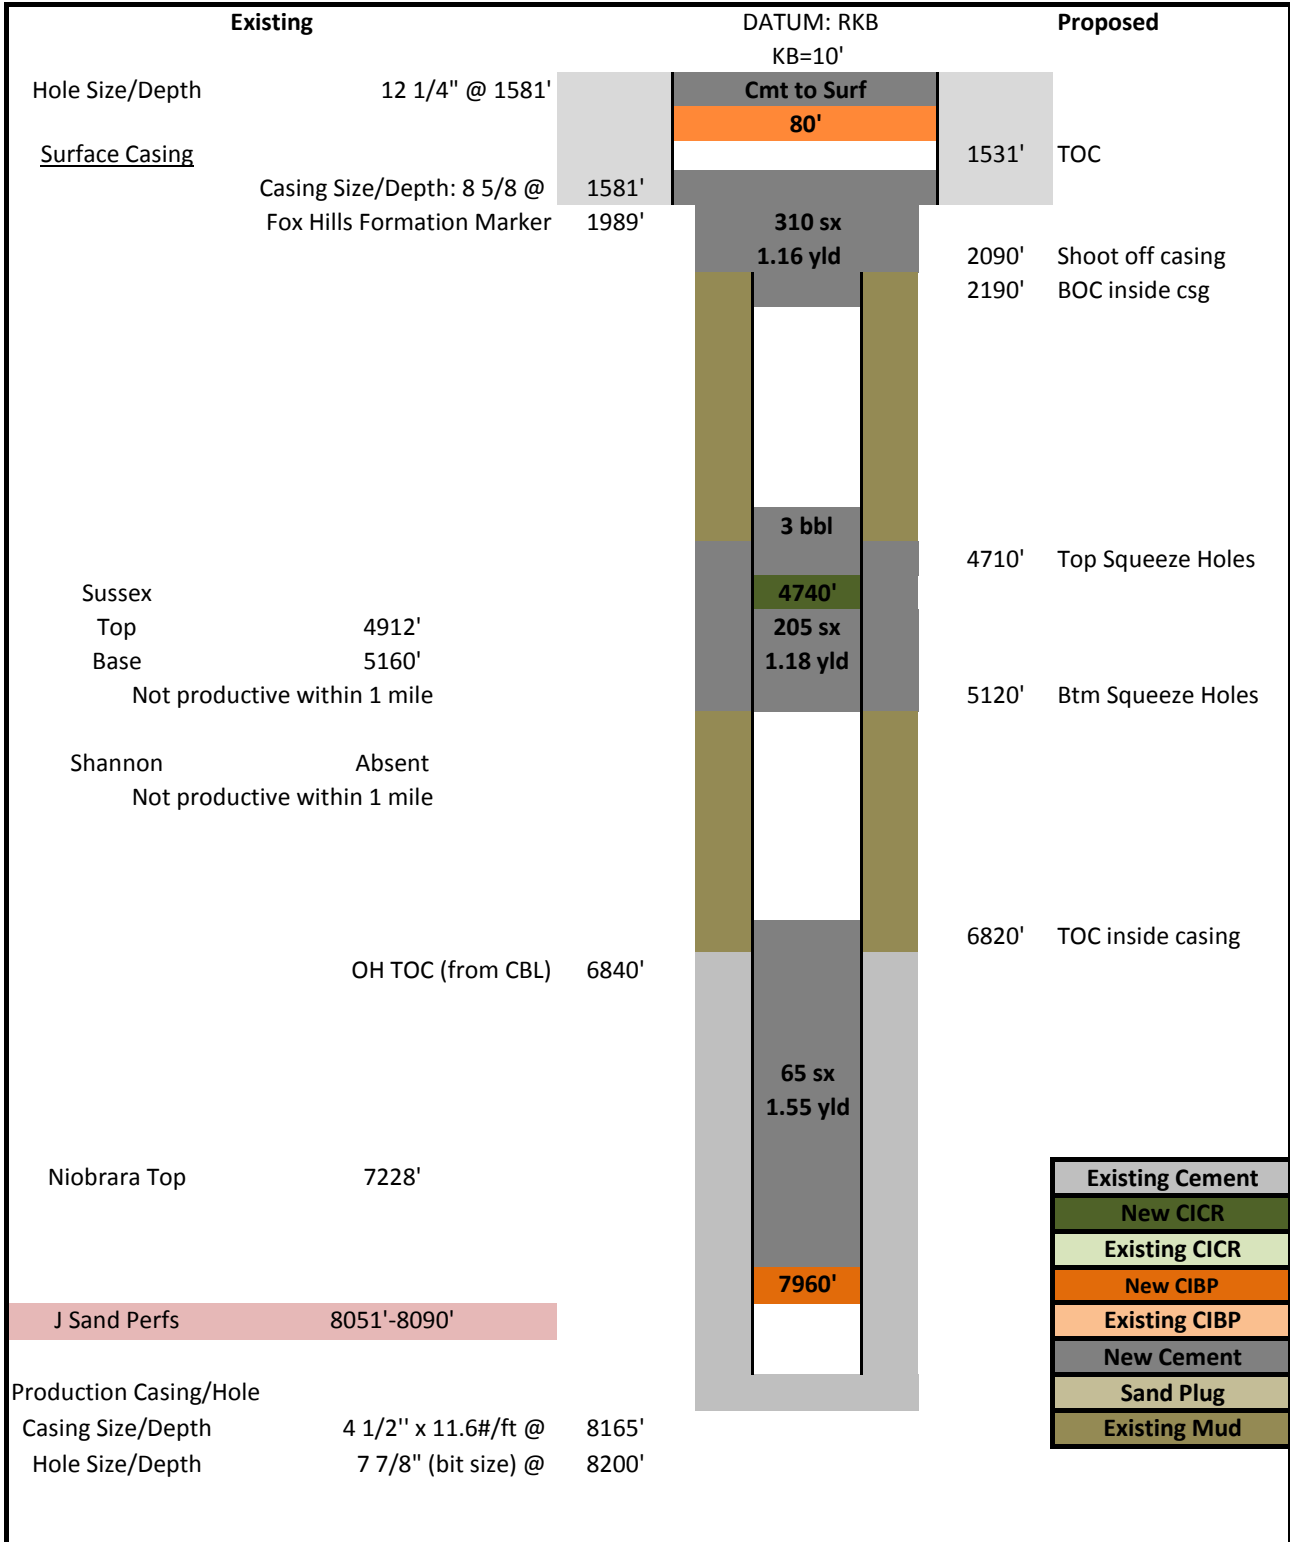 Existing DATUM: RKB Proposed
KB=10'
Hole Size/Depth 12 1/4" @ 1581' Cmt to Surf
80'
Surface Casing 1531' TOC
Casing Size/Depth: 8 5/8 @ 1581'
Fox Hills Formation Marker 1989' 310 sx
1.16 yld 2090' Shoot off casing
2190' BOC inside csg
3 bbl
4710' Top Squeeze Holes
Sussex 4740'
Top 4912' 205 sx
Base 5160' 1.18 yld
Not productive within 1 mile 5120' Btm Squeeze Holes
Shannon Absent
Not productive within 1 mile
6820' TOC inside casing
OH TOC (from CBL) 6840'
65 sx
1.55 yld
Niobrara Top 7228' Existing Cement
New CICR
Existing CICR
7960' New CIBP
J Sand Perfs 8051'-8090' Existing CIBP
New Cement
Production Casing/Hole Sand Plug
Casing Size/Depth 4 1/2'' x 11.6#/ft @ 8165' Existing Mud
Hole Size/Depth 7 7/8" (bit size) @ 8200'